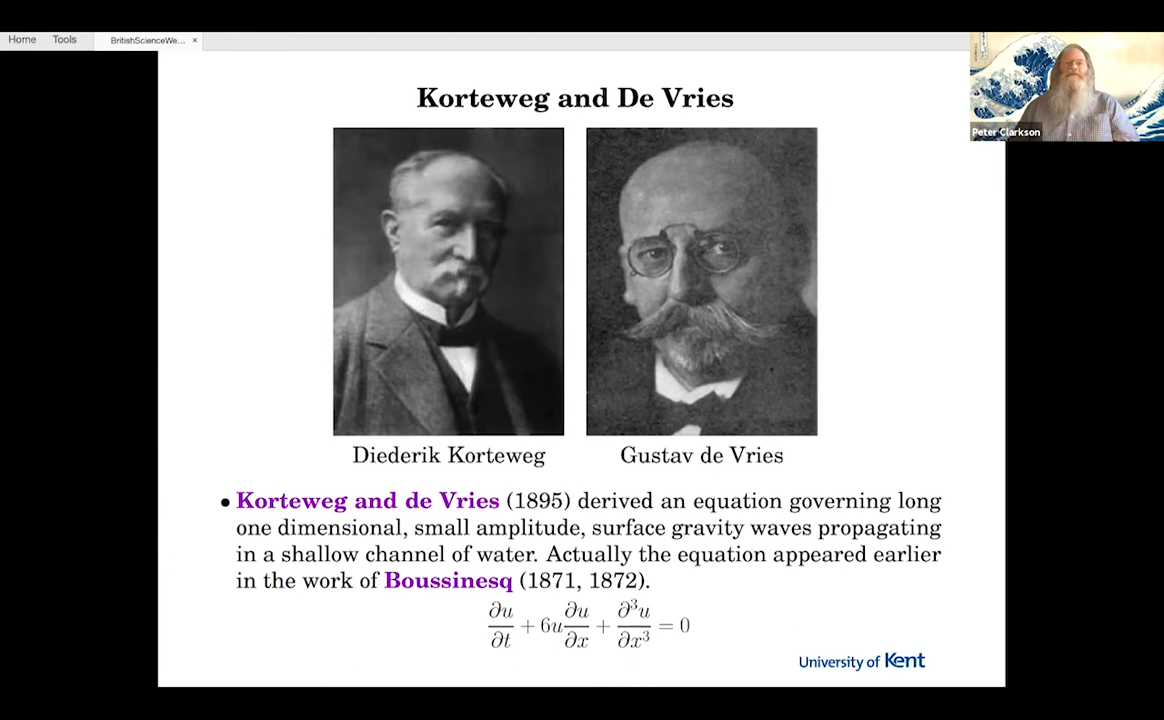 Home Tools BritishScienceWe... ×
Korteweg and De Vries
Peter Clarkson
Diederik Korteweg Gustav de Vries
• Korteweg and de Vries (1895) derived an equation governing long
one dimensional, small amplitude, surface gravity waves propagating
in a shallow channel of water. Actually the equation appeared earlier
in the work of Boussinesq (1871, 1872).
∂u/∂t + 6u ∂u/∂x + ∂³u/∂x³ = 0
University of Kent